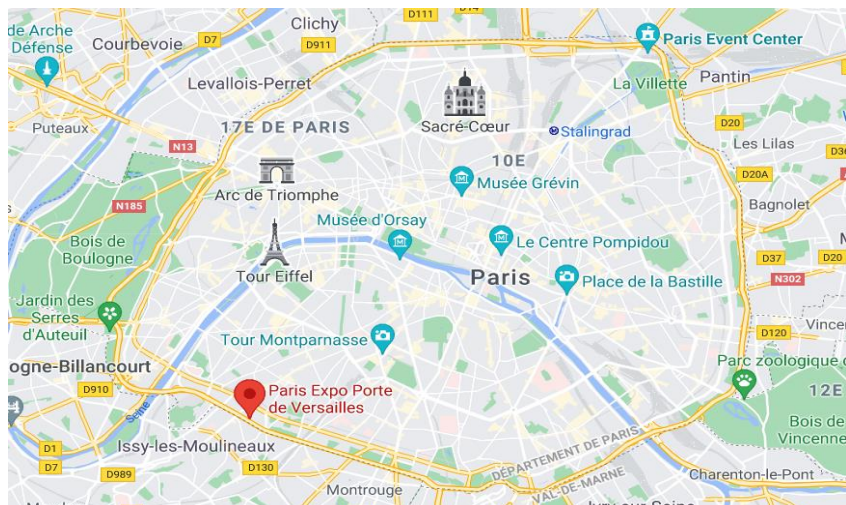 D111
Clichy
de Arche
Défense
Courbevoie
D7
D911
Paris Event Center
Levallois-Perret
La Villette
Pantin
Puteaux
17E DE PARIS
Sacré-Cœur
Stalingrad
D20
Les Lilas
N13
10E
D20A
Arc de Triomphe
Musée Grévin
N185
Bagnolet
Musée d'Orsay
Bois de
Boulogne
Le Centre Pompidou
D37
D20
Tour Eiffel
Paris
Place de la Bastille
N302
Jardin des
Serres
d'Auteuil
Tour Montparnasse
D120
Vincen
ogne-Billancourt
Parc zoologique d
D910
Paris Expo Porte
de Versailles
12E
Seine
Bois de
Vincenne
D1
Issy-les-Moulineaux
D7
D989
D130
DÉPARTEMENT DE PARIS
VAL-DE-MARNE
Charenton-le-Pont
Montrouge